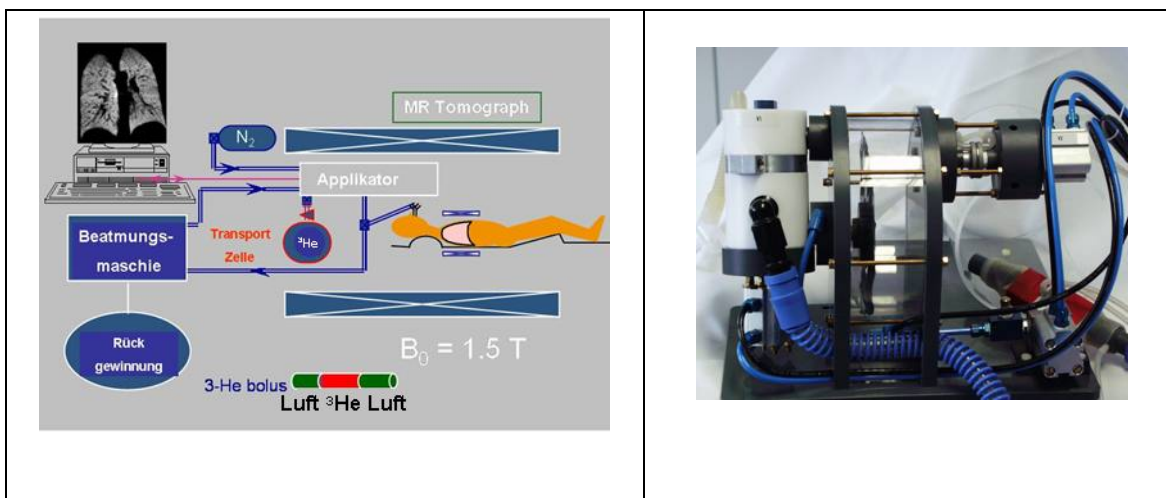 MR Tomograph
N₂
Applikator
Beatmungs-
maschie
Transport
Zelle
³He
Rück
gewinnung
B₀ = 1.5 T
3-He bolus
Luft ³He Luft